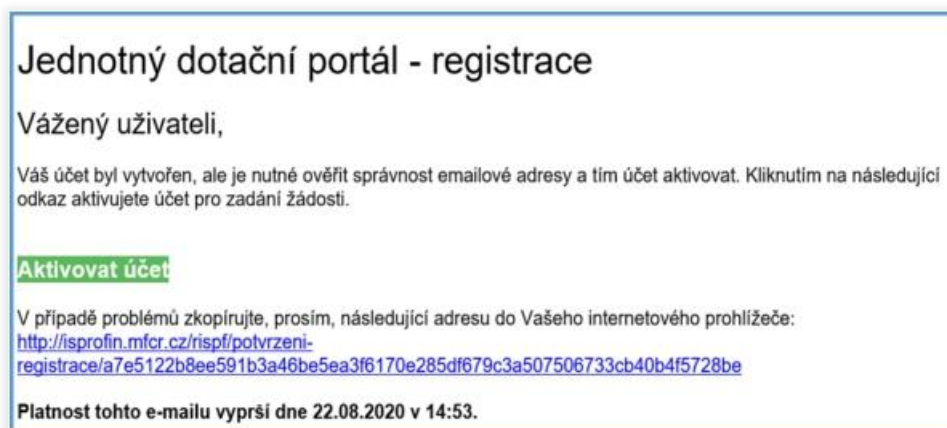 Jednotný dotační portál - registrace
Vážený uživateli,
Váš účet byl vytvořen, ale je nutné ověřit správnost emailové adresy a tím účet aktivovat. Kliknutím na následující
odkaz aktivujete účet pro zadání žádosti.
Aktivovat účet
V případě problémů zkopírujte, prosím, následující adresu do Vašeho internetového prohlížeče:
http://isprofin.mfcr.cz/rispf/potvrzeni-
registrace/a7e5122b8ee591b3a46be5ea3f6170e285df679c3a507506733cb40b4f5728be
Platnost tohto e-mailu vyprší dne 22.08.2020 v 14:53.